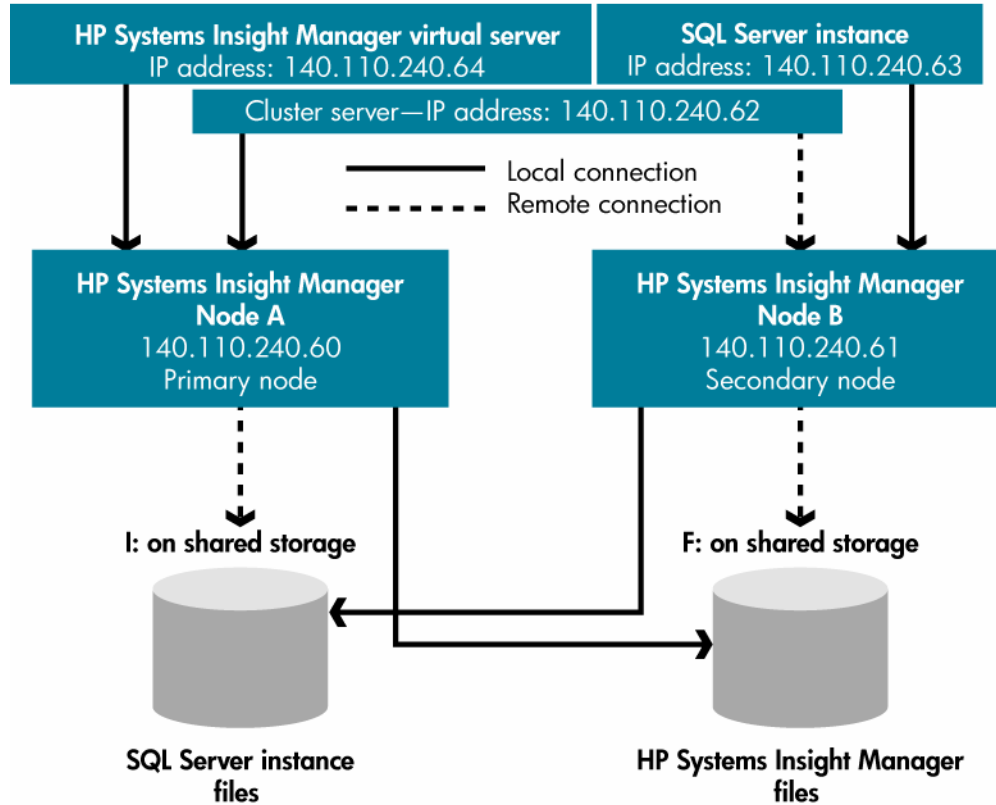 HP Systems Insight Manager virtual server
IP address: 140.110.240.64
SQL Server instance
IP address: 140.110.240.63
Cluster server—IP address: 140.110.240.62
Local connection
Remote connection
HP Systems Insight Manager
Node A
140.110.240.60
Primary node
HP Systems Insight Manager
Node B
140.110.240.61
Secondary node
I: on shared storage
F: on shared storage
SQL Server instance
files
HP Systems Insight Manager
files